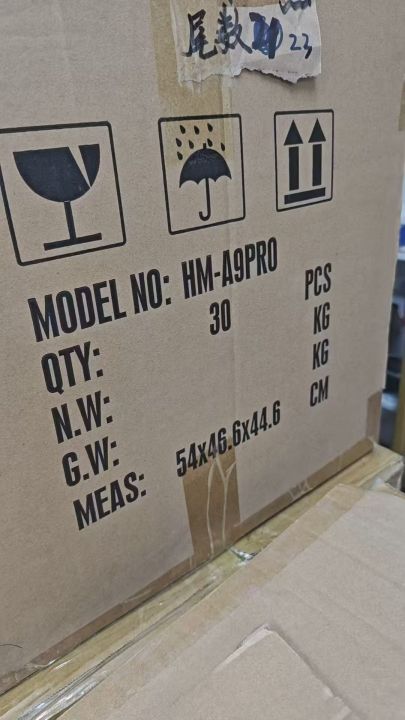 尾数 23
MODEL NO: HM-A9PRO
QTY: 30 PCS
N.W: KG
G.W: KG
MEAS: 54x46.6x44.6 CM